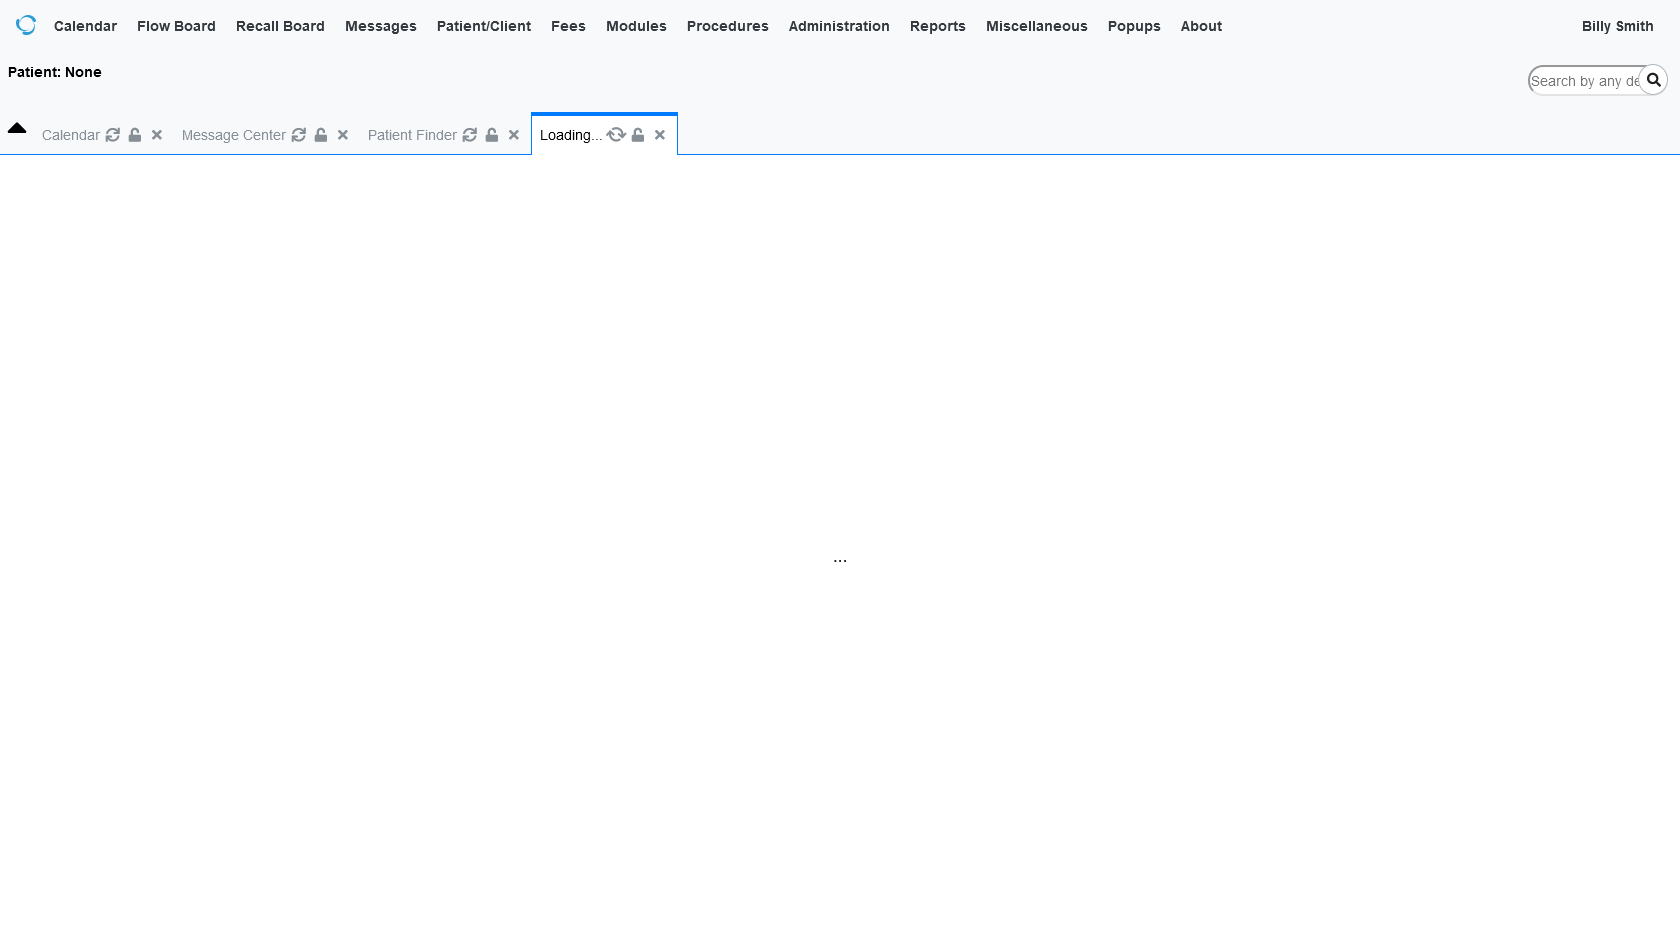 Calendar Flow Board Recall Board Messages Patient/Client Fees Modules Procedures Administration Reports Miscellaneous Popups About Billy Smith
Patient: None
Search by any de
Calendar Message Center Patient Finder Loading...
...